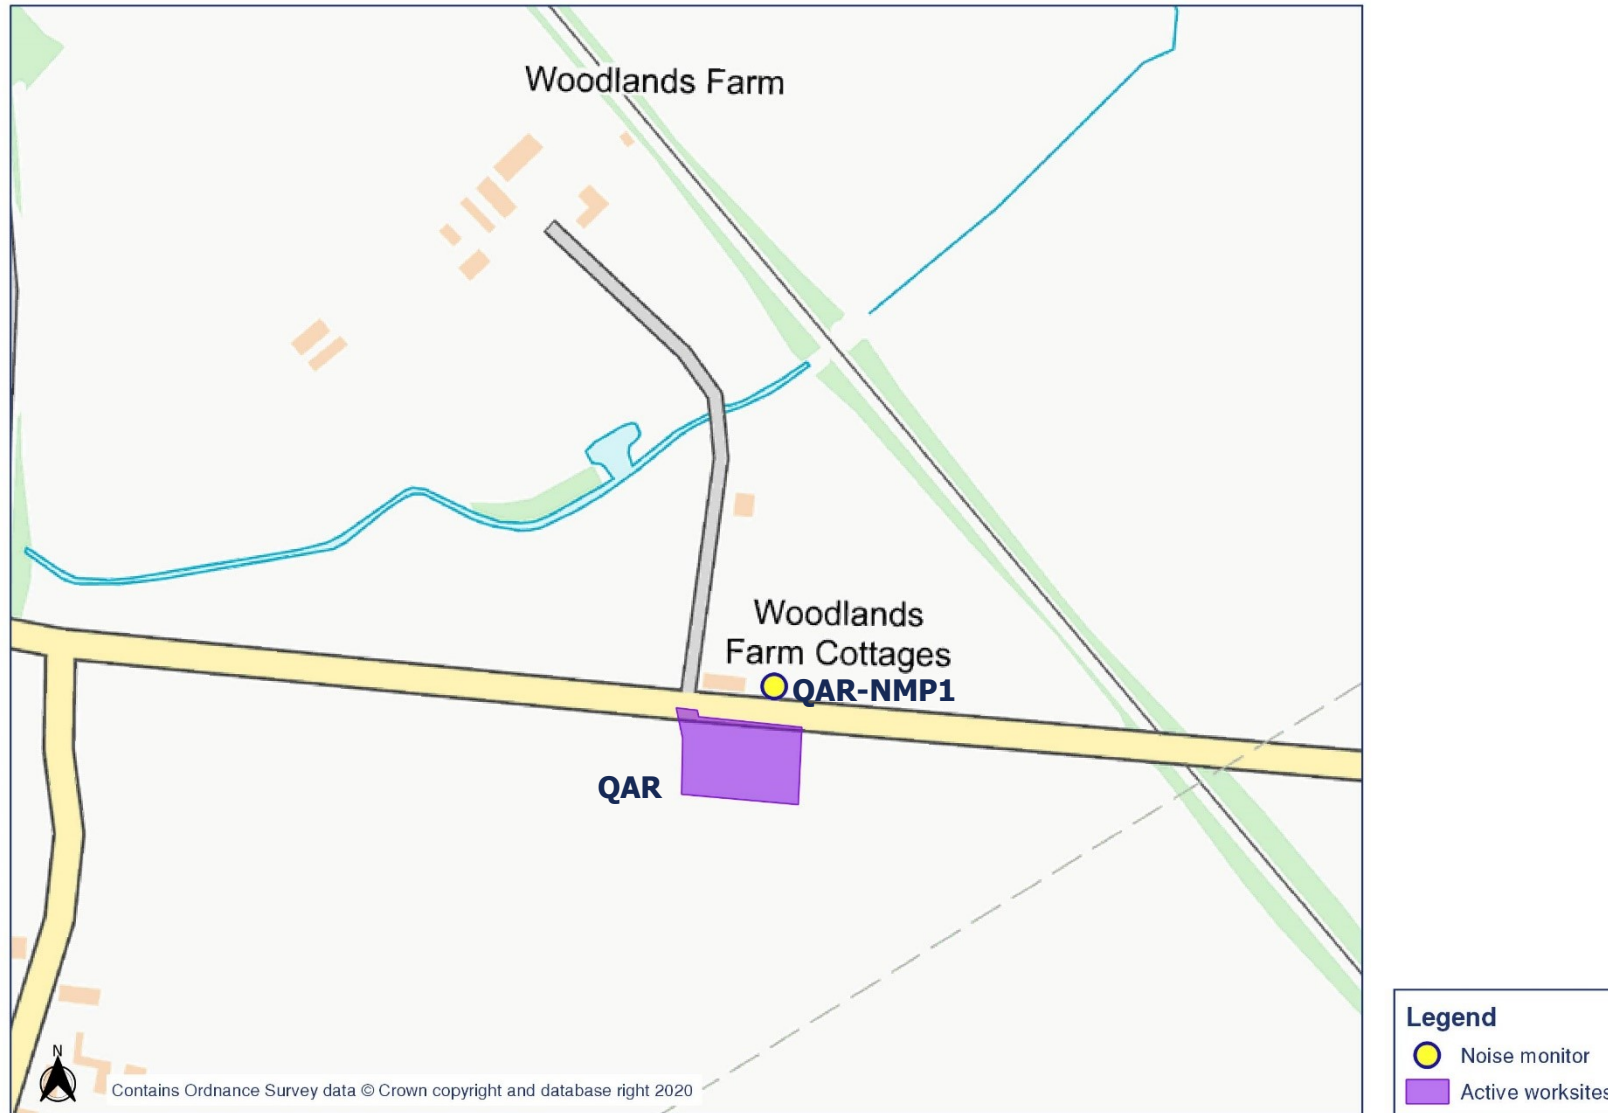 Woodlands Farm
Woodlands
Farm Cottages
QAR-NMP1
QAR
N
Contains Ordnance Survey data © Crown copyright and database right 2020
Legend
Noise monitor
Active worksites